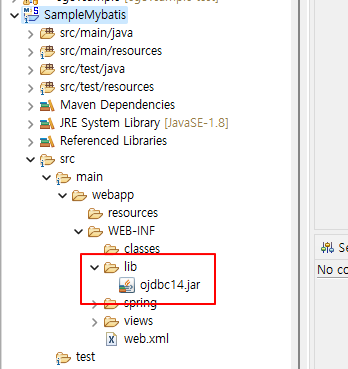 SampleMybatis
src/main/java
src/main/resources
src/test/java
src/test/resources
Maven Dependencies
JRE System Library [JavaSE-1.8]
Referenced Libraries
src
main
webapp
resources
WEB-INF
classes
lib
ojdbc14.jar
spring
views
web.xml
test
No co